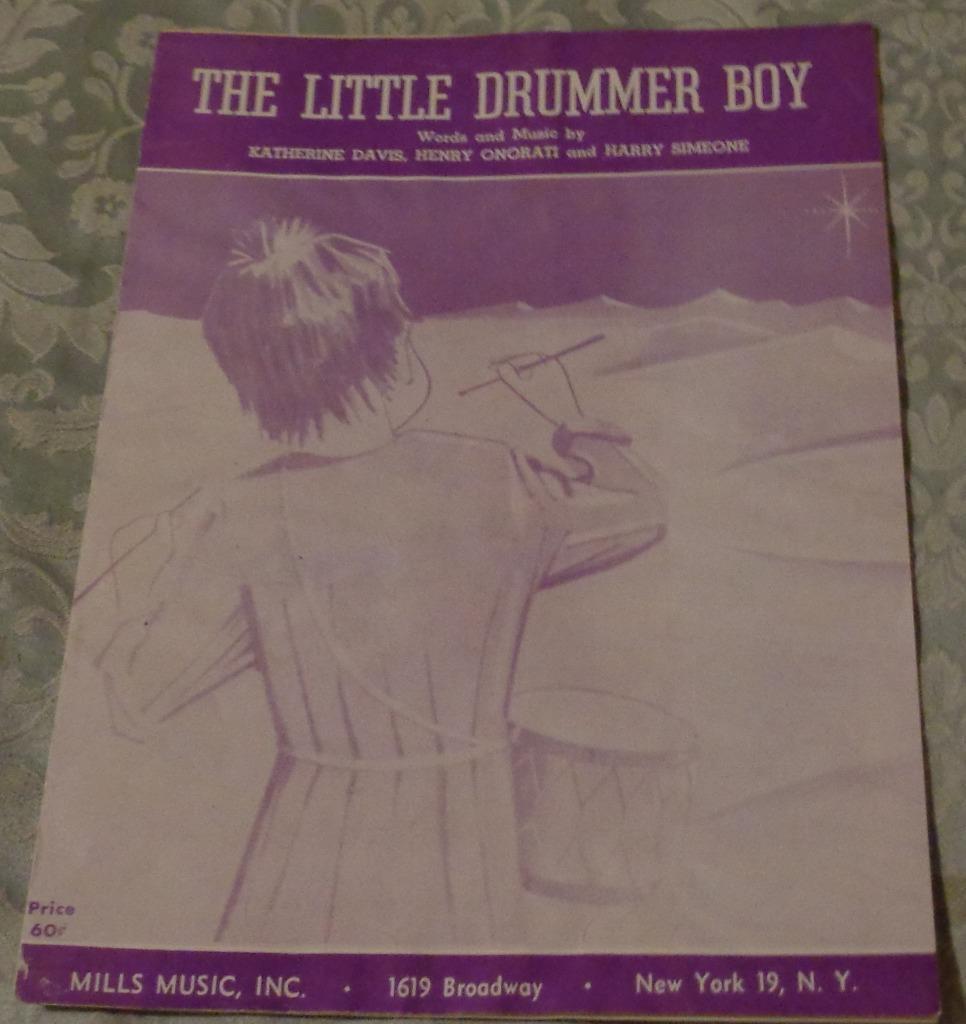 THE LITTLE DRUMMER BOY
Words and Music by
KATHERINE DAVIS, HENRY ONORATI and HARRY SIMEONE
Price
60¢
MILLS MUSIC, INC. • 1619 Broadway • New York 19, N. Y.